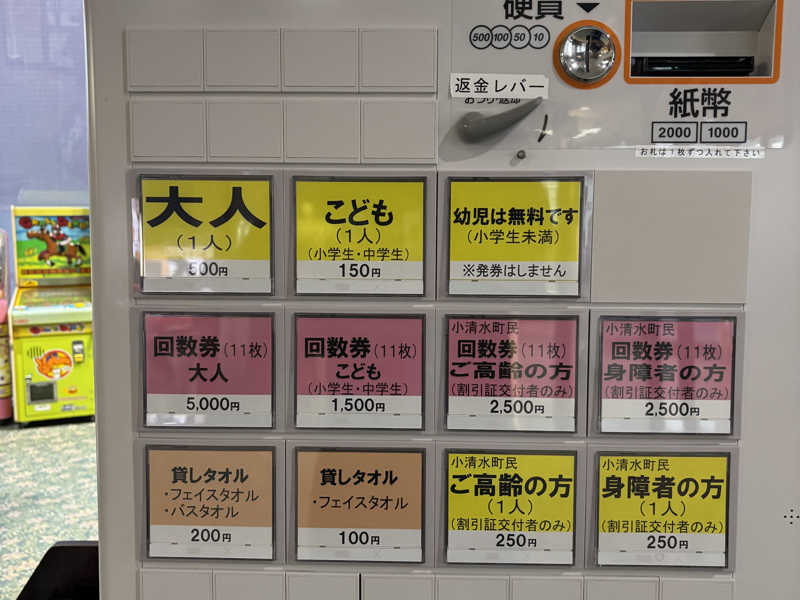 硬貨
500 100 50 10
返金レバー
紙幣
2000 1000
お札は1枚ずつ入れて下さい
大人
(1人)
500円
こども
(1人)
(小学生・中学生)
150円
幼児は無料です
(小学生未満)
※発券はしません
回数券(11枚)
大人
5,000円
回数券(11枚)
こども
(小学生・中学生)
1,500円
小清水町民
回数券(11枚)
ご高齢の方
(割引証交付者のみ)
2,500円
小清水町民
回数券(11枚)
身障者の方
(割引証交付者のみ)
2,500円
貸しタオル
・フェイスタオル
・バスタオル
200円
貸しタオル
・フェイスタオル
100円
小清水町民
ご高齢の方
(1人)
(割引証交付者のみ)
250円
小清水町民
身障者の方
(1人)
(割引証交付者のみ)
250円